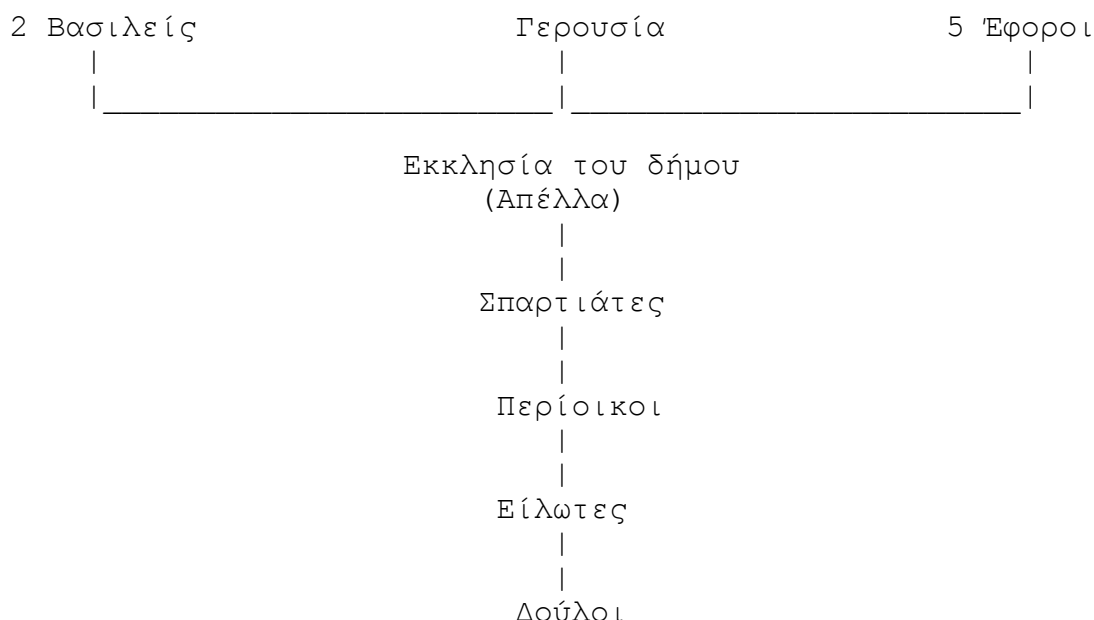 2 Βασιλείς Γερουσία 5 Έφοροι
Εκκλησία του δήμου
(Απέλλα)
Σπαρτιάτες
Περίοικοι
Είλωτες
Δούλοι